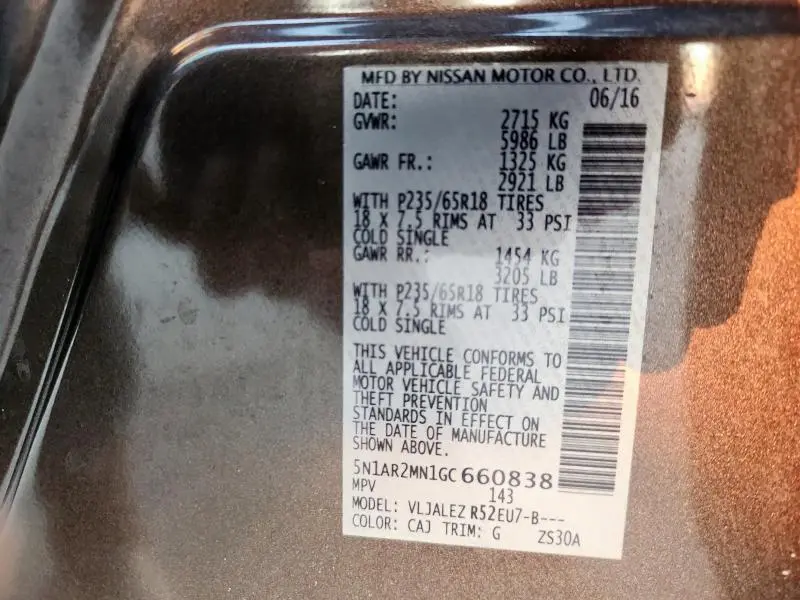 MFD BY NISSAN MOTOR CO., LTD.
DATE: 06/16
GVWR: 2715 KG
5986 LB
GAWR FR.: 1325 KG
2921 LB
WITH P235/65R18 TIRES
18 X 7.5 RIMS AT 33 PSI
COLD SINGLE
GAWR RR.: 1454 KG
3205 LB
WITH P235/65R18 TIRES
18 X 7.5 RIMS AT 33 PSI
COLD SINGLE
THIS VEHICLE CONFORMS TO
ALL APPLICABLE FEDERAL
MOTOR VEHICLE SAFETY AND
THEFT PREVENTION
STANDARDS IN EFFECT ON
THE DATE OF MANUFACTURE
SHOWN ABOVE.
5N1AR2MN1GC660838
MPV 143
MODEL: VLJALEZ R52EU7-B---
COLOR: CAJ TRIM: G ZS30A